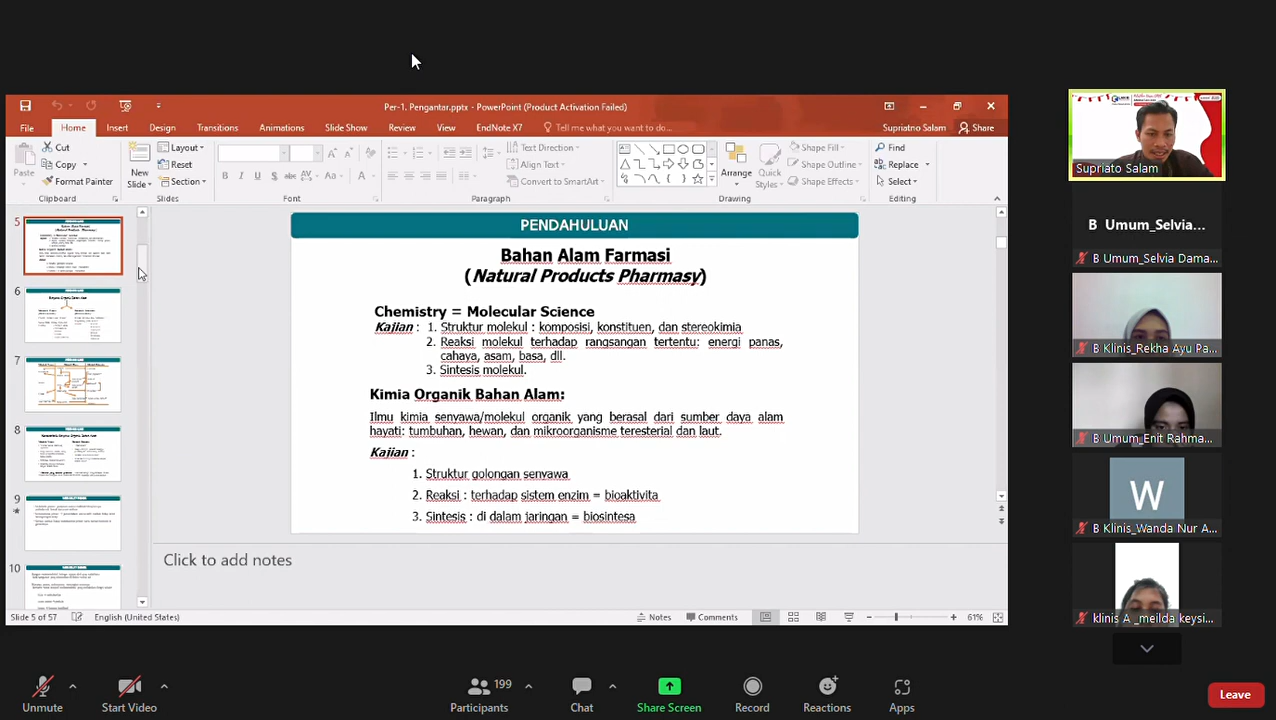 Per-1. Pengantar.pptx - PowerPoint (Product Activation Failed)
File Home Insert Design Transitions Animations Slide Show Review View EndNote X7 Tell me what you want to do... Supriatno Salam Share
Cut
Copy
Format Painter
Paste
Clipboard
New Slide
Layout
Reset
Section
Slides
Font
Text Direction
Align Text
Convert to SmartArt
Paragraph
Arrange
Quick Styles
Shape Fill
Shape Outline
Shape Effects
Drawing
Find
Replace
Select
Editing
5
6
7
8
9
10
PENDAHULUAN
Bahan Alam Farmasi
(Natural Products Pharmasy)
Chemistry = Molecular Science
Kajian : 1. Struktur molekul : komposisi, konstituen, dan stereokimia
2. Reaksi molekul terhadap rangsangan tertentu: energi panas,
cahaya, asam, basa, dll.
3. Sintesis molekul.
Kimia Organik Bahan Alam:
Ilmu kimia senyawa/molekul organik yang berasal dari sumber daya alam
hayati: tumbuhan, hewan, dan mikroorganisme teresterial dan laut.
Kajian :
1. Struktur golongan senyawa
2. Reaksi : terhadap sistem enzim = bioaktivita
3. Sintesis : di dalam jaringan = biosintesa
Click to add notes
Slide 5 of 57 English (United States) Notes Comments 61%
Supriato Salam
B Umum_Selvia...
B Umum_Selvia Dama...
B Klinis_Rekha Ayu Pa...
B Umum_Enit Rahma...
W
B Klinis_Wanda Nur A...
klinis A _meilda keysi...
Unmute
Start Video
199
Participants
Chat
Share Screen
Record
Reactions
Apps
Leave